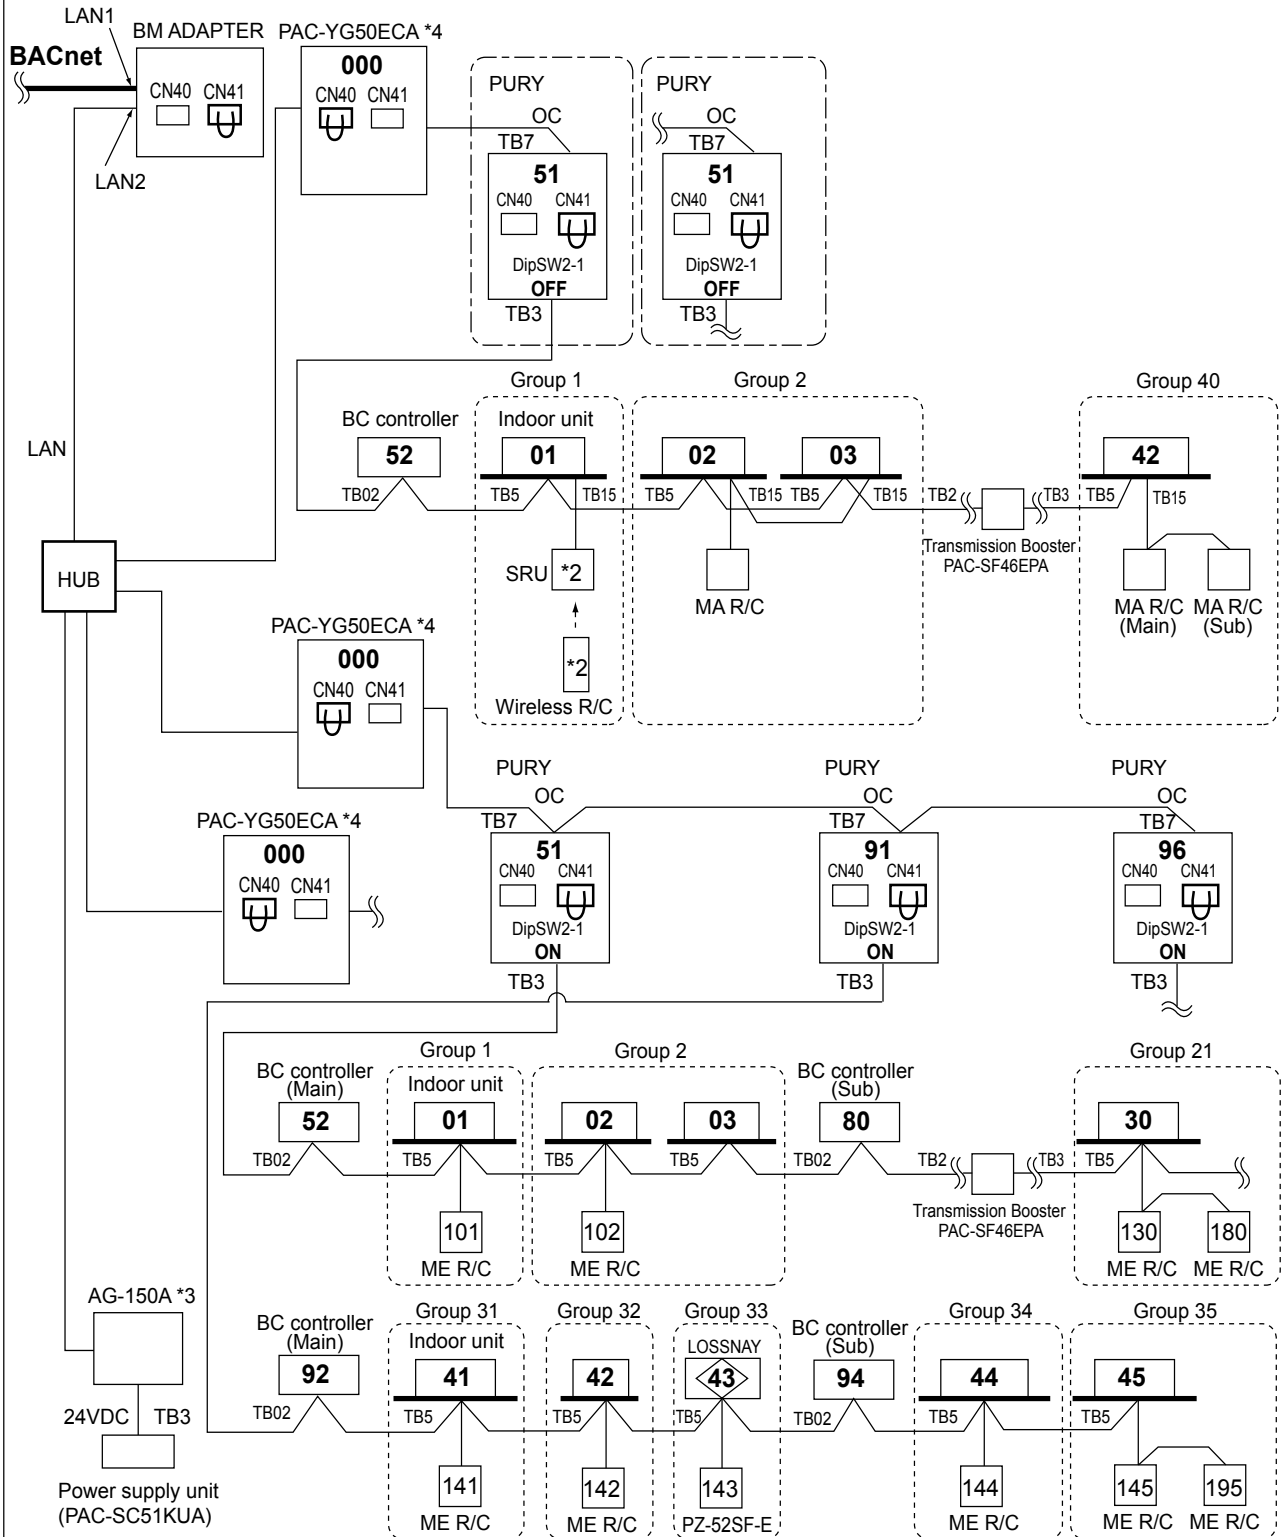 LAN1
BACnet
BM ADAPTER
CN40 CN41
LAN2
PAC-YG50ECA *4
000
CN40 CN41
PURY
OC
TB7
51
CN40 CN41
DipSW2-1
OFF
TB3
PURY
OC
TB7
51
CN40 CN41
DipSW2-1
OFF
TB3
LAN
HUB
BC controller
52
TB02
Group 1
Indoor unit
01
TB5
TB15
SRU
*2
*2
Wireless R/C
Group 2
02
TB5
TB15
MA R/C
03
TB5
TB15
TB2
TB3
Transmission Booster
PAC-SF46EPA
Group 40
42
TB5
TB15
MA R/C
(Main)
MA R/C
(Sub)
PAC-YG50ECA *4
000
CN40 CN41
PAC-YG50ECA *4
000
CN40 CN41
PURY
OC
TB7
51
CN40 CN41
DipSW2-1
ON
TB3
PURY
OC
TB7
91
CN40 CN41
DipSW2-1
ON
TB3
PURY
OC
TB7
96
CN40 CN41
DipSW2-1
ON
TB3
BC controller
(Main)
52
TB02
Group 1
Indoor unit
01
TB5
101
ME R/C
Group 2
02
TB5
102
ME R/C
03
TB5
BC controller
(Sub)
80
TB02
TB2
TB3
Transmission Booster
PAC-SF46EPA
Group 21
30
TB5
130
ME R/C
180
ME R/C
AG-150A *3
24VDC
TB3
Power supply unit
(PAC-SC51KUA)
BC controller
(Main)
92
TB02
Group 31
Indoor unit
41
TB5
141
ME R/C
Group 32
42
TB5
142
ME R/C
Group 33
LOSSNAY
43
TB5
143
PZ-52SF-E
BC controller
(Sub)
94
TB02
Group 34
44
TB5
144
ME R/C
Group 35
45
TB5
145
ME R/C
195
ME R/C